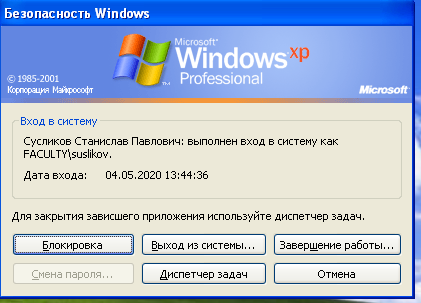 Безопасность Windows
Microsoft®
Windows xp
Professional
© 1985-2001
Корпорация Майкрософт
Microsoft®
Вход в систему
Сусликов Станислав Павлович: выполнен вход в систему как
FACULTY\suslikov.
Дата входа: 04.05.2020 13:44:36
Для закрытия зависшего приложения используйте диспетчер задач.
Блокировка Выход из системы... Завершение работы...
Смена пароля... Диспетчер задач Отмена